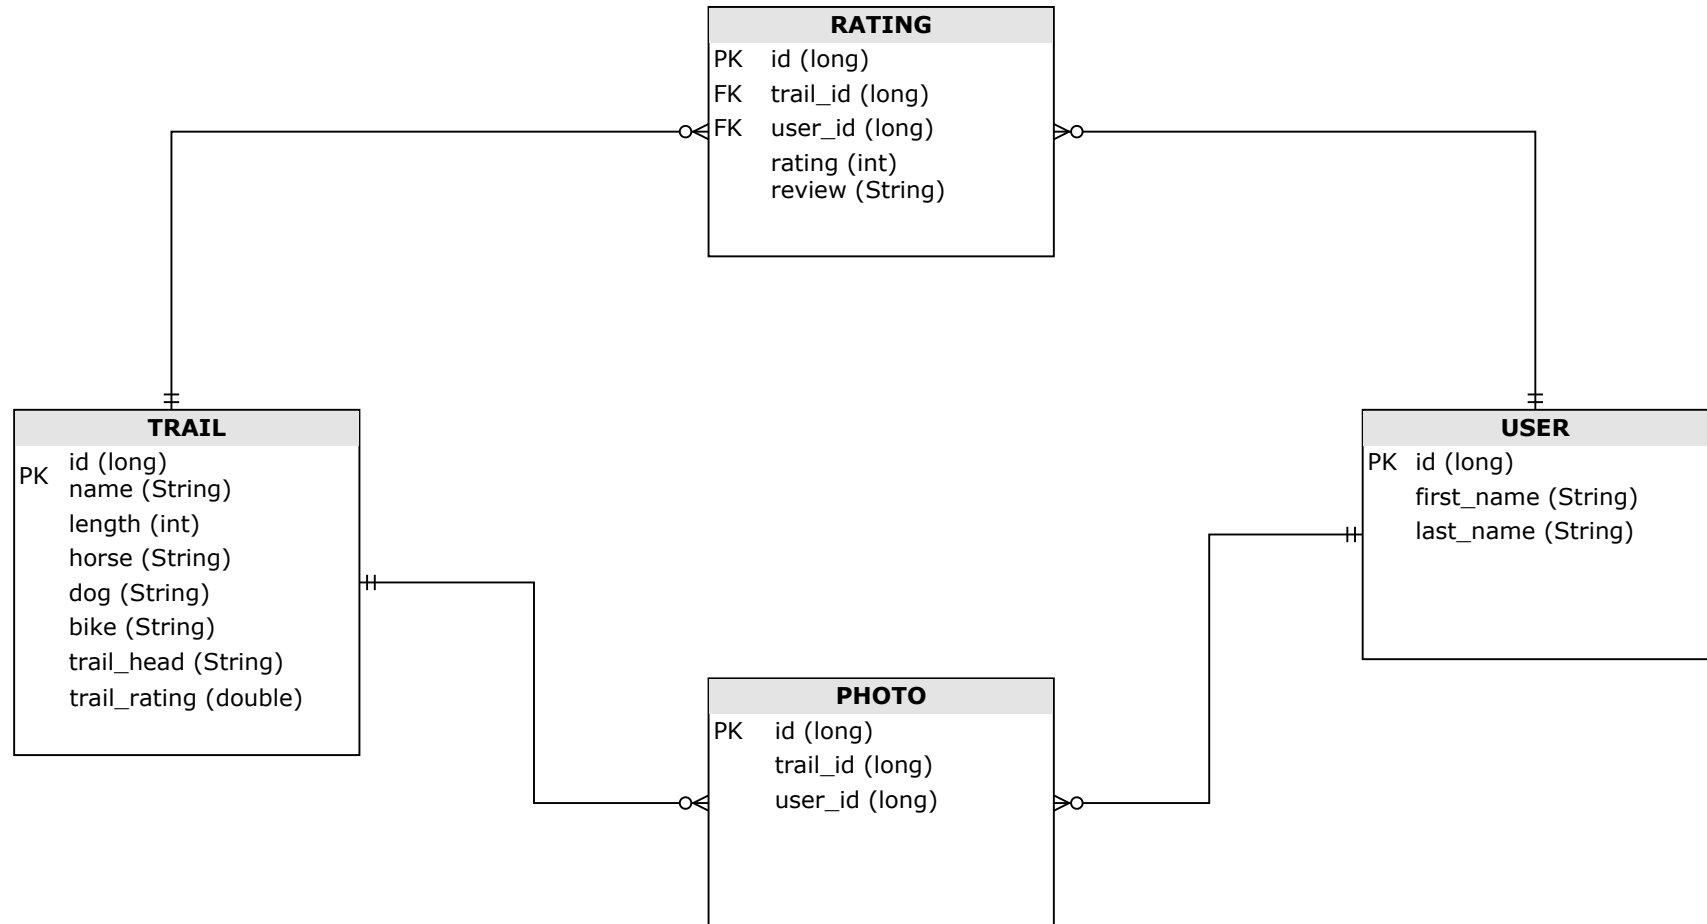 RATING
PK id (long)
FK trail_id (long)
FK user_id (long)
rating (int)
review (String)
TRAIL
PK id (long)
name (String)
length (int)
horse (String)
dog (String)
bike (String)
trail_head (String)
trail_rating (double)
USER
PK id (long)
first_name (String)
last_name (String)
PHOTO
PK id (long)
trail_id (long)
user_id (long)